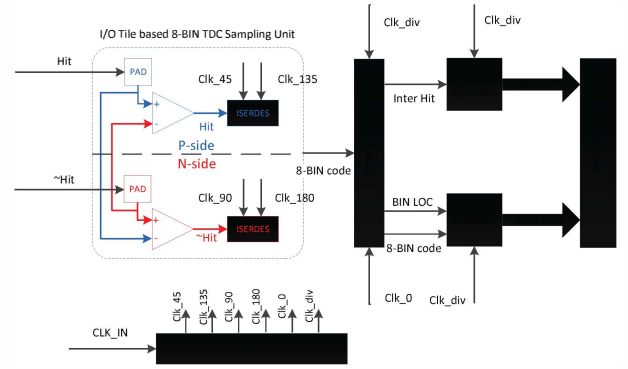 I/O Tile based 8-BIN TDC Sampling Unit
Clk_div
Clk_div
Hit
PAD
Clk_45
Clk_135
+
-
Hit
ISERDES
Inter Hit
P-side
N-side
8-BIN code
~Hit
PAD
Clk_90
Clk_180
+
-
~Hit
ISERDES
BIN LOC
8-BIN code
Clk_0
Clk_div
Clk_45
Clk_135
Clk_90
Clk_180
Clk_0
Clk_div
CLK_IN